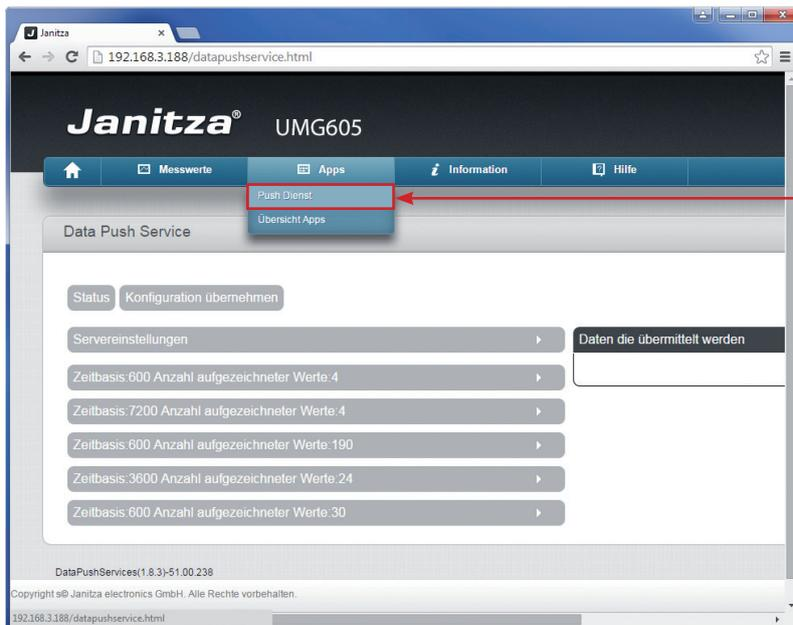 Janitza
192.168.3.188/datapushservice.html
Janitza® UMG605
Messwerte Apps i Information Hilfe
Push Dienst
Übersicht Apps
Data Push Service
Status Konfiguration übernehmen
Servereinstellungen
Daten die übermittelt werden
Zeitbasis:600 Anzahl aufgezeichneter Werte:4
Zeitbasis:7200 Anzahl aufgezeichneter Werte:4
Zeitbasis:600 Anzahl aufgezeichneter Werte:190
Zeitbasis:3600 Anzahl aufgezeichneter Werte:24
Zeitbasis:600 Anzahl aufgezeichneter Werte:30
DataPushServices(1.8.3)-51.00.238
Copyright s© Janitza electronics GmbH. Alle Rechte vorbehalten.
192.168.3.188/datapushservice.html